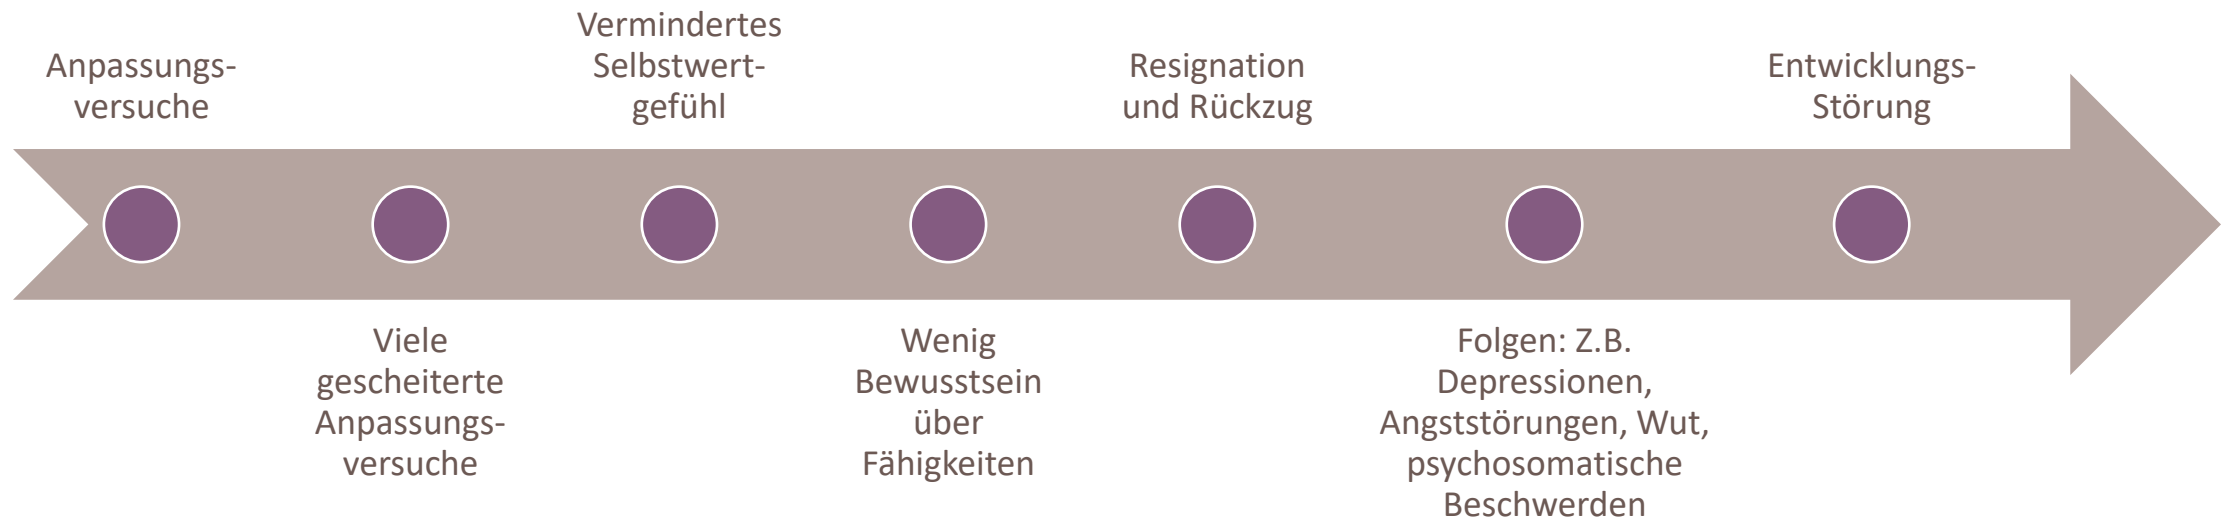 Anpassungs-
versuche
Viele
gescheiterte
Anpassungs-
versuche
Vermindertes
Selbstwert-
gefühl
Wenig
Bewusstsein
über
Fähigkeiten
Resignation
und Rückzug
Folgen: Z.B.
Depressionen,
Angststörungen, Wut,
psychosomatische
Beschwerden
Entwicklungs-
Störung